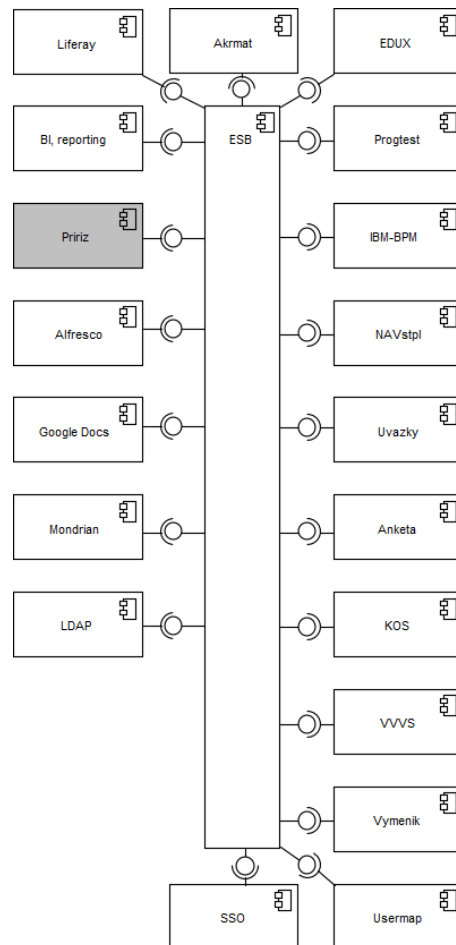 Liferay
Akrmat
EDUX
BI, reporting
ESB
Progtest
Pririz
IBM-BPM
Alfresco
NAVstpl
Google Docs
Uvazky
Mondrian
Anketa
LDAP
KOS
VVVS
Vymenik
SSO
Usermap